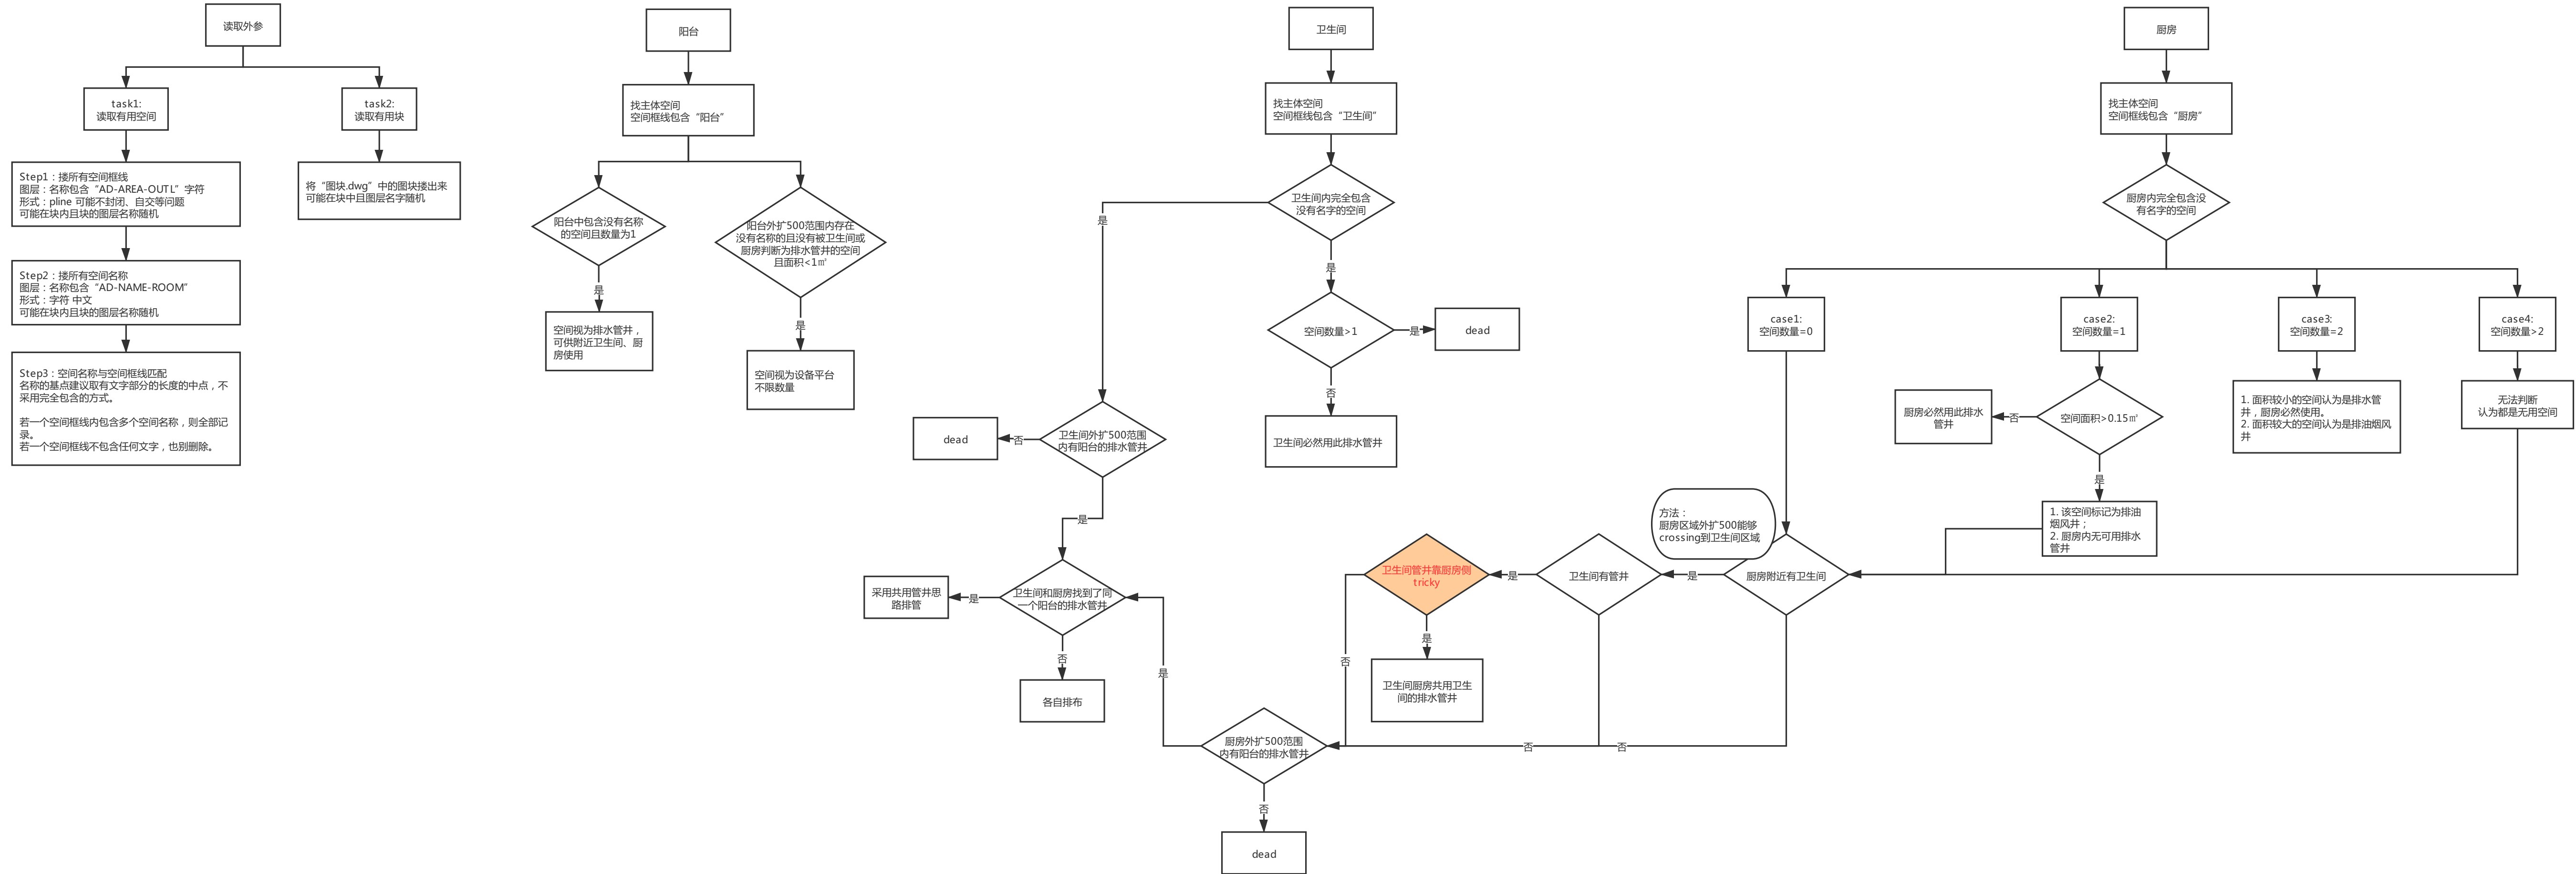 读取外参
task1:
读取有用空间
task2:
读取有用块
Step1：搂所有空间框线
图层：名称包含“AD-AREA-OUTL”字符
形式：pline 可能不封闭、自交等问题
可能在块内且块的图层名称随机
将“图块.dwg”中的图块搂出来
可能在块中且图层名字随机
Step2：搂所有空间名称
图层：名称包含“AD-NAME-ROOM”
形式：字符 中文
可能在块内且块的图层名称随机
Step3：空间名称与空间框线匹配
名称的基点建议取有文字部分的长度的中点，不
采用完全包含的方式。
若一个空间框线内包含多个空间名称，则全部记
录。
若一个空间框线不包含任何文字，也别删除。
阳台
找主体空间
空间框线包含“阳台”
阳台中包含没有名称
的空间且数量为1
是
空间视为排水管井，
可供附近卫生间、厨
房使用
阳台外扩500范围内存在
没有名称的且没有被卫生间或
厨房判断为排水管井的空间
且面积<1㎡
是
空间视为设备平台
不限数量
卫生间
找主体空间
空间框线包含“卫生间”
卫生间内完全包含
没有名字的空间
是
是
空间数量>1
是
dead
否
卫生间必然用此排水管井
卫生间外扩500范围
内有阳台的排水管井
否
dead
是
卫生间和厨房找到了同
一个阳台的排水管井
是
采用共用管井思
路排管
否
各自排布
厨房
找主体空间
空间框线包含“厨房”
厨房内完全包含没
有名字的空间
case1:
空间数量=0
case2:
空间数量=1
case3:
空间数量=2
case4:
空间数量>2
空间面积>0.15㎡
否
厨房必然用此排水
管井
是
1. 该空间标记为排油
烟风井；
2. 厨房内无可用排水
管井
1. 面积较小的空间认为是排水管
井，厨房必然使用。
2. 面积较大的空间认为是排油烟风
井
无法判断
认为都是无用空间
方法：
厨房区域外扩500能够
crossing到卫生间区域
厨房附近有卫生间
是
卫生间有管井
是
卫生间管井靠厨房侧
tricky
是
卫生间厨房共用卫生
间的排水管井
否
否
否
厨房外扩500范围
内有阳台的排水管井
是
否
dead